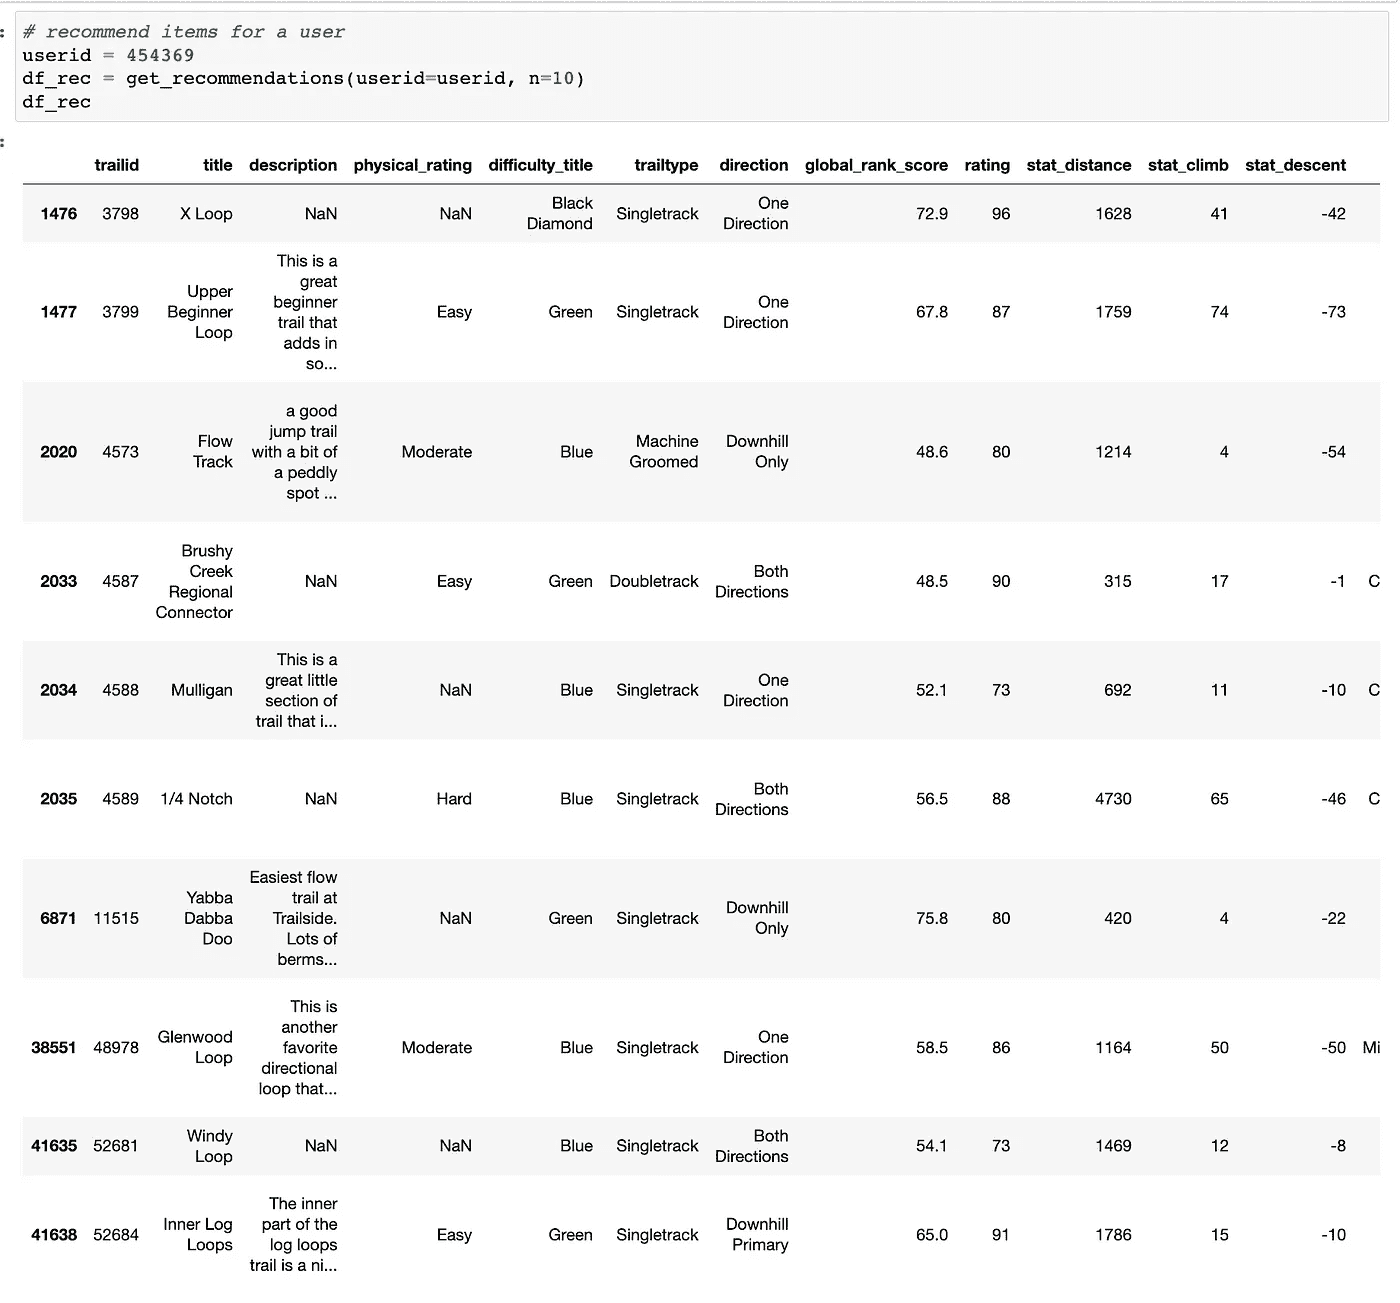 # recommend items for a user
userid = 454369
df_rec = get_recommendations(userid=userid, n=10)
df_rec
trailid title description physical_rating difficulty_title trailtype direction global_rank_score rating stat_distance stat_climb stat_descent
1476 3798 X Loop NaN NaN Black Diamond Singletrack One Direction 72.9 96 1628 41 -42
1477 3799 Upper Beginner Loop This is a great beginner trail that adds in so... Easy Green Singletrack One Direction 67.8 87 1759 74 -73
2020 4573 Flow Track a good jump trail with a bit of a peddly spot ... Moderate Blue Machine Groomed Downhill Only 48.6 80 1214 4 -54
2033 4587 Brushy Creek Regional Connector NaN Easy Green Doubletrack Both Directions 48.5 90 315 17 -1 C
2034 4588 Mulligan This is a great little section of trail that i... NaN Blue Singletrack One Direction 52.1 73 692 11 -10 C
2035 4589 1/4 Notch NaN Hard Blue Singletrack Both Directions 56.5 88 4730 65 -46 C
6871 11515 Yabba Dabba Doo Easiest flow trail at Trailside. Lots of berms... NaN Green Singletrack Downhill Only 75.8 80 420 4 -22
38551 48978 Glenwood Loop This is another favorite directional loop that... Moderate Blue Singletrack One Direction 58.5 86 1164 50 -50 Mi
41635 52681 Windy Loop NaN NaN Blue Singletrack Both Directions 54.1 73 1469 12 -8
41638 52684 Inner Log Loops The inner part of the log loops trail is a ni... Easy Green Singletrack Downhill Primary 65.0 91 1786 15 -10